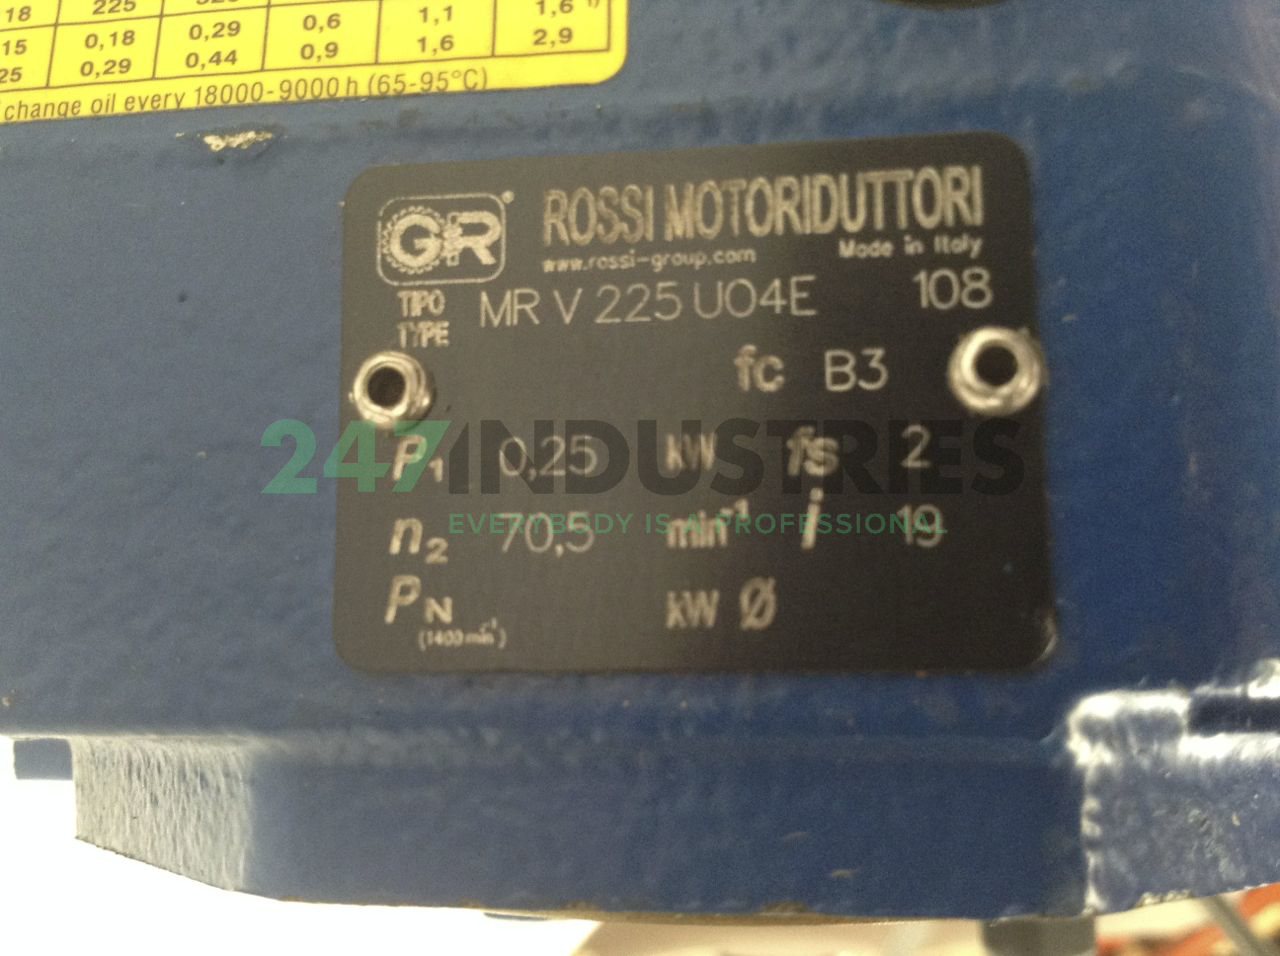 18 225
15 0,18 0,29 0,6 1,1 1,6 1)
25 0,29 0,44 0,9 1,6 2,9
change oil every 18000-9000 h (65-95°C)
GR ® ROSSI MOTORIDUTTORI
www.rossi-group.com Made in Italy
TIPO
TYPE MR V 225 UO4E 108
fc B3
247INDUSTRIES
P1 0,25 kW fs 2
EVERYBODY IS A PROFESSIONAL
n2 70,5 min-1 i 19
PN kW Ø
(1400 min-1)